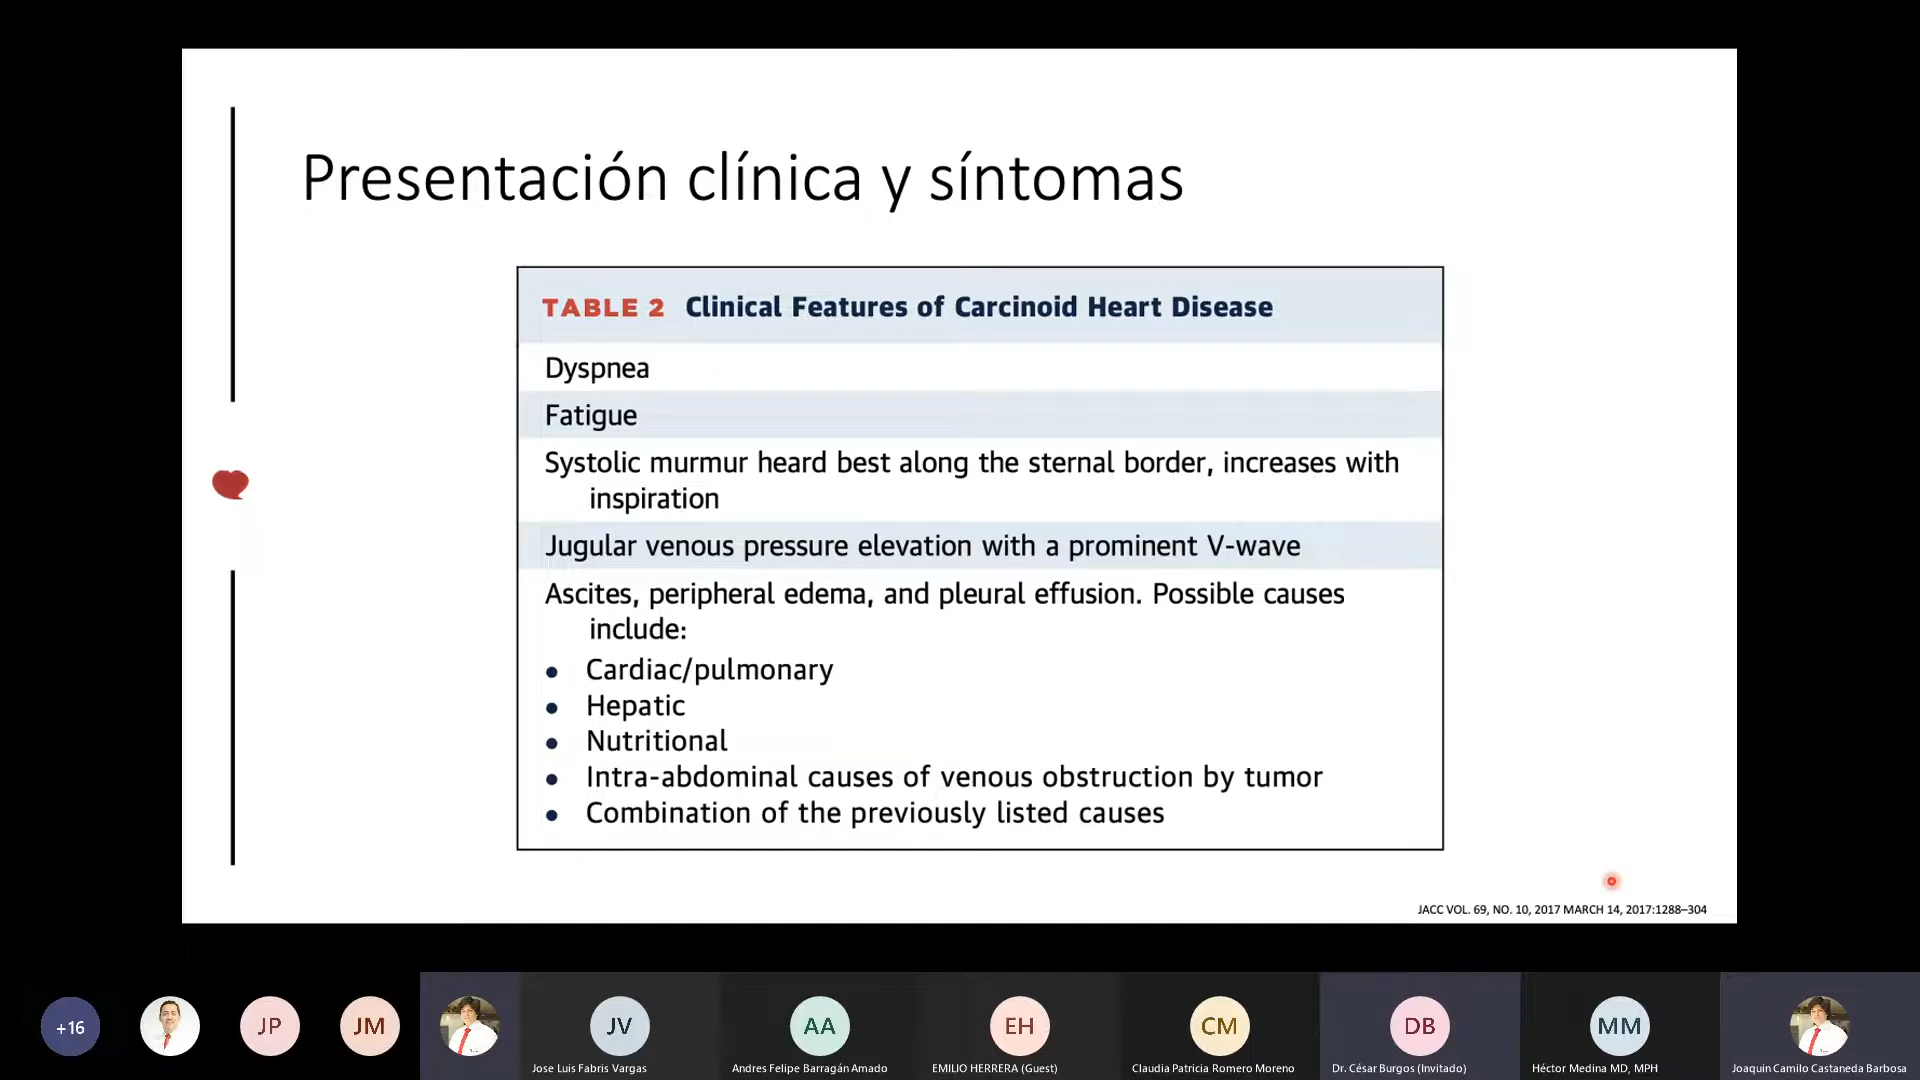 Presentación clínica y síntomas
TABLE 2 Clinical Features of Carcinoid Heart Disease
Dyspnea
Fatigue
Systolic murmur heard best along the sternal border, increases with
inspiration
Jugular venous pressure elevation with a prominent V-wave
Ascites, peripheral edema, and pleural effusion. Possible causes
include:
• Cardiac/pulmonary
• Hepatic
• Nutritional
• Intra-abdominal causes of venous obstruction by tumor
• Combination of the previously listed causes
JACC VOL. 69, NO. 10, 2017 MARCH 14, 2017:1288–304
+16
JP
JM
JV
AA
EH
CM
DB
MM
Jose Luis Fabris Vargas
Andres Felipe Barragán Amado
EMILIO HERRERA (Guest)
Claudia Patricia Romero Moreno
Dr. César Burgos (Invitado)
Héctor Medina MD, MPH
Joaquin Camilo Castaneda Barbosa